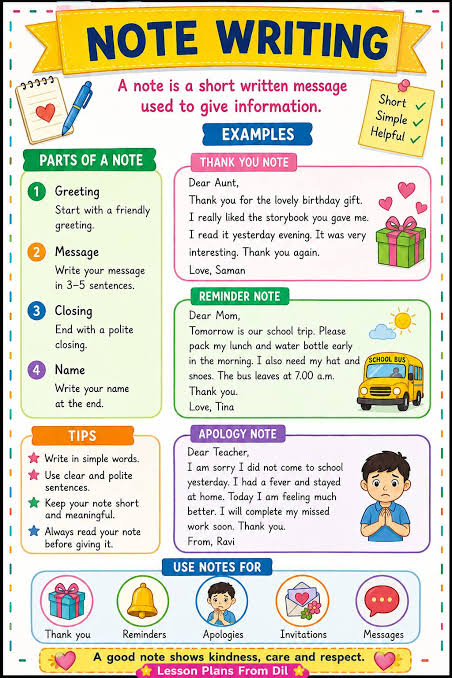 NOTE WRITING
A note is a short written message
used to give information.
Short
Simple
Helpful
EXAMPLES
PARTS OF A NOTE
1 Greeting
Start with a friendly
greeting.
2 Message
Write your message
in 3–5 sentences.
3 Closing
End with a polite
closing.
4 Name
Write your name
at the end.
THANK YOU NOTE
Dear Aunt,
Thank you for the lovely birthday gift.
I really liked the storybook you gave me.
I read it yesterday evening. It was very
interesting. Thank you again.
Love, Saman
REMINDER NOTE
Dear Mom,
Tomorrow is our school trip. Please
pack my lunch and water bottle early
in the morning. I also need my hat and
snoes. The bus leaves at 7.00 a.m.
Thank you.
Love, Tina
SCHOOL BUS
TIPS
Write in simple words.
Use clear and polite
sentences.
Keep your note short
and meaningful.
Always read your note
before giving it.
APOLOGY NOTE
Dear Teacher,
I am sorry I did not come to school
yesterday. I had a fever and stayed
at home. Today I am feeling much
better. I will complete my missed
work soon. Thank you.
From, Ravi
USE NOTES FOR
Thank you
Reminders
Apologies
Invitations
Messages
A good note shows kindness, care and respect.
Lesson Plans From Dil